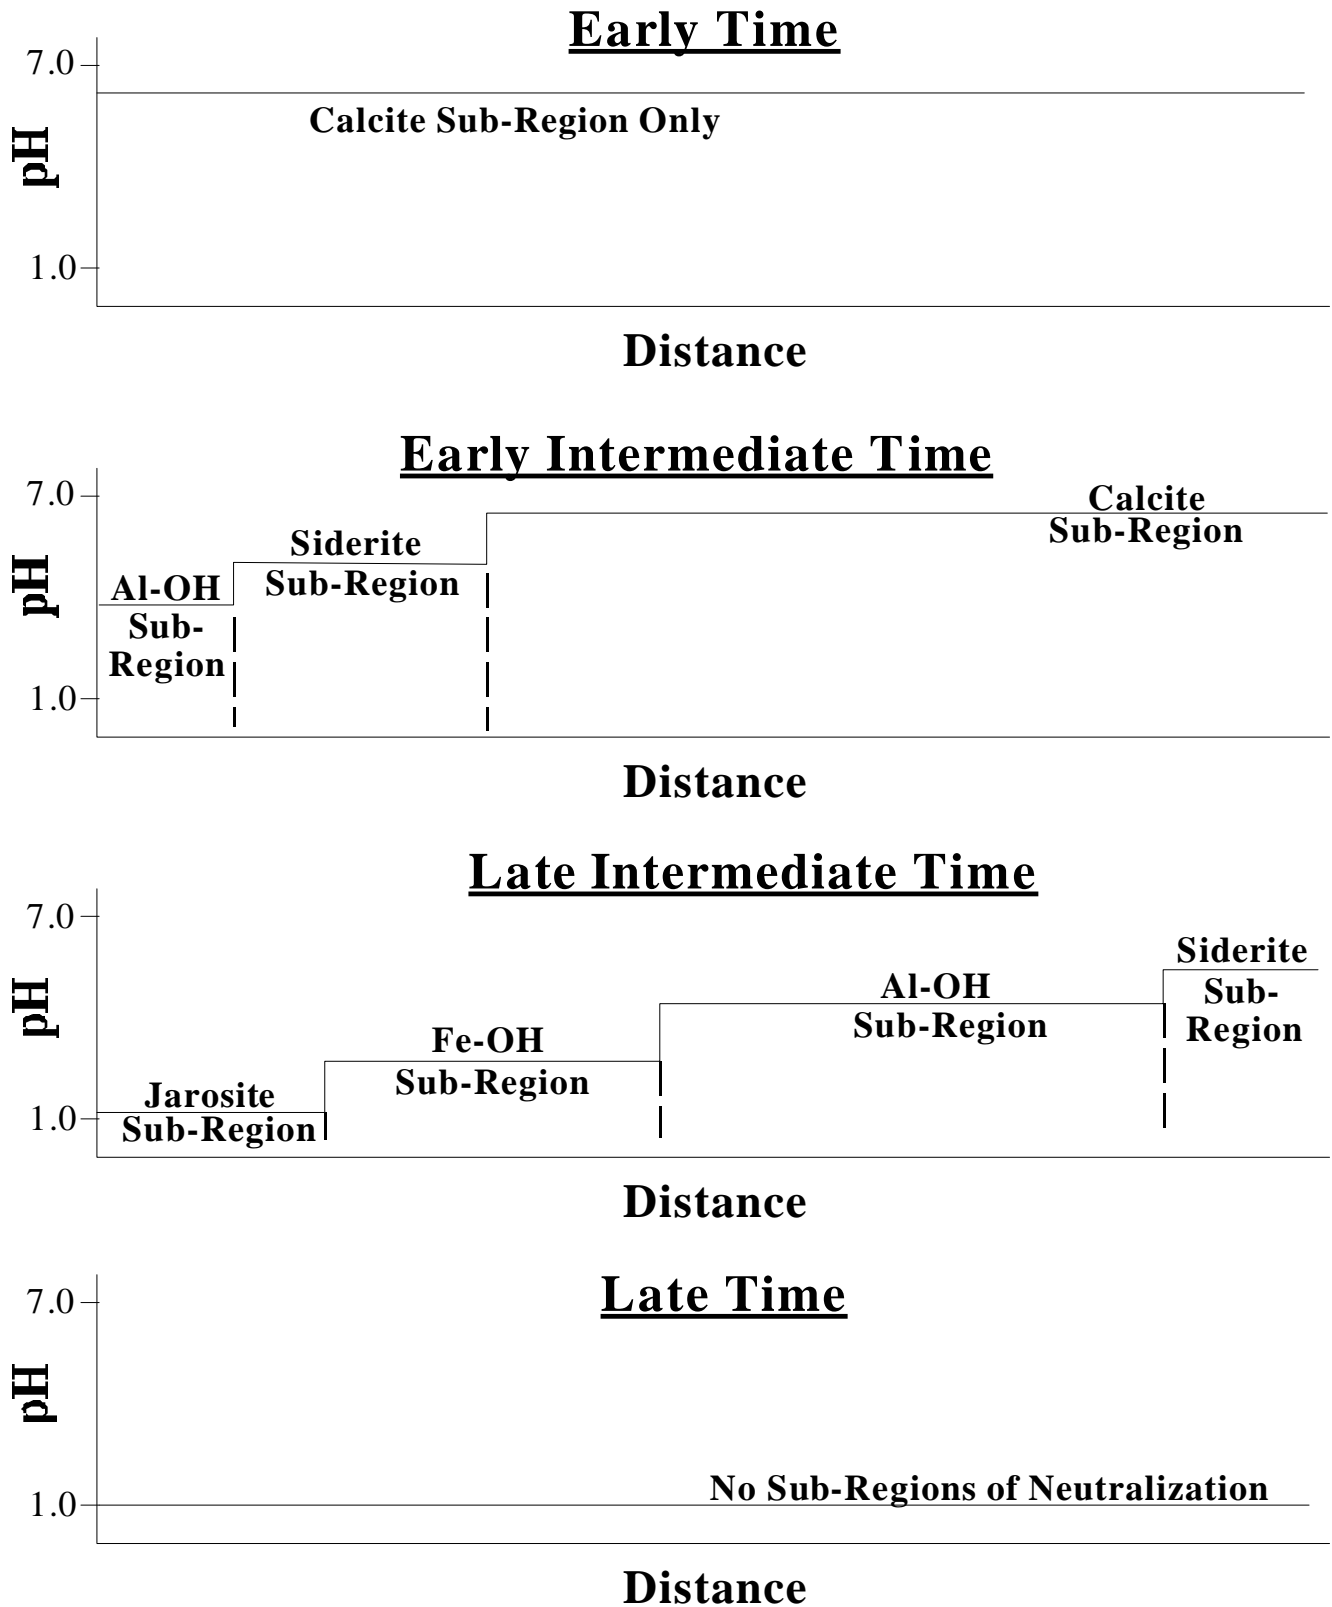 Early Time
7.0
Calcite Sub-Region Only
pH
1.0
Distance
Early Intermediate Time
7.0
Calcite
Sub-Region
Siderite
Sub-Region
Al-OH
Sub-
Region
pH
1.0
Distance
Late Intermediate Time
7.0
Siderite
Sub-
Region
Al-OH
Sub-Region
pH
Fe-OH
Sub-Region
Jarosite
Sub-Region
1.0
Distance
Late Time
7.0
pH
No Sub-Regions of Neutralization
1.0
Distance